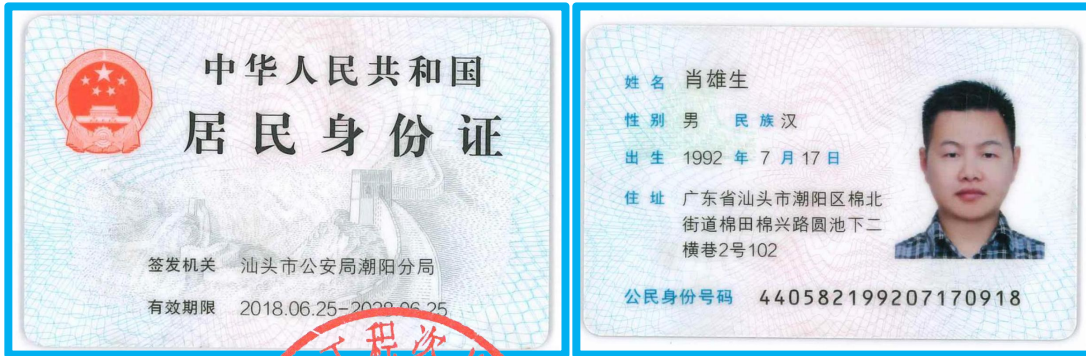 中华人民共和国
居民身份证
签发机关 汕头市公安局潮阳分局
有效期限 2018.06.25-2028.06.25
工程
姓名 肖雄生
性别 男 民族 汉
出生 1992 年 7 月 17 日
住址 广东省汕头市潮阳区棉北
街道棉田棉兴路圆池下二
横巷2号102
公民身份号码 440582199207170918